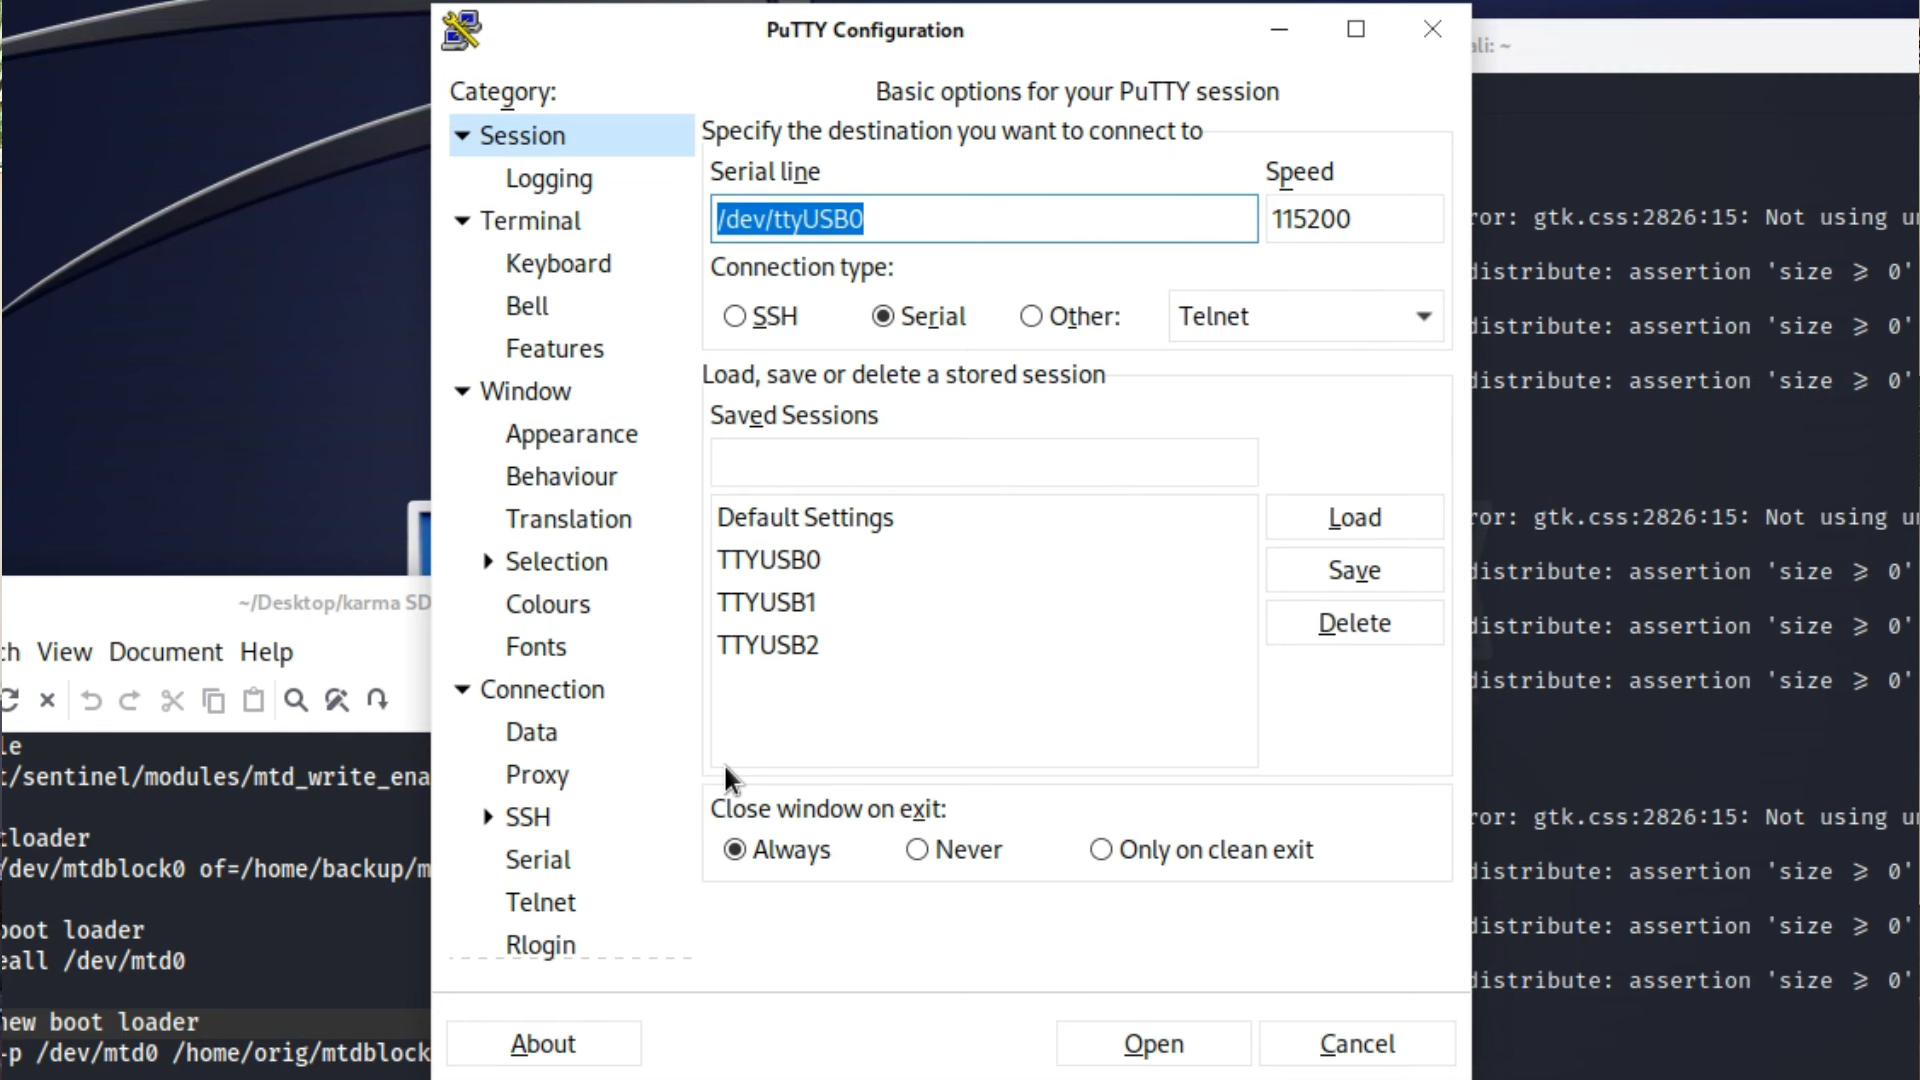 PuTTY Configuration
ali: ~
Category:
Basic options for your PuTTY session
Session
Logging
Terminal
Keyboard
Bell
Features
Window
Appearance
Behaviour
Translation
Selection
Colours
Fonts
Connection
Data
Proxy
SSH
Serial
Telnet
Rlogin
Specify the destination you want to connect to
Serial line
Speed
/dev/ttyUSB0
115200
Connection type:
SSH
Serial
Other:
Telnet
Load, save or delete a stored session
Saved Sessions
Default Settings
TTYUSB0
TTYUSB1
TTYUSB2
Load
Save
Delete
Close window on exit:
Always
Never
Only on clean exit
About
Open
Cancel
~/Desktop/karma SD
ch View Document Help
le
t/sentinel/modules/mtd_write_ena
tloader
/dev/mtdblock0 of=/home/backup/m
boot loader
eall /dev/mtd0
new boot loader
-p /dev/mtd0 /home/orig/mtdblock
ror: gtk.css:2826:15: Not using u
distribute: assertion 'size ⩾ 0'
distribute: assertion 'size ⩾ 0'
distribute: assertion 'size ⩾ 0'
ror: gtk.css:2826:15: Not using u
distribute: assertion 'size ⩾ 0'
distribute: assertion 'size ⩾ 0'
distribute: assertion 'size ⩾ 0'
ror: gtk.css:2826:15: Not using u
distribute: assertion 'size ⩾ 0'
distribute: assertion 'size ⩾ 0'
distribute: assertion 'size ⩾ 0'